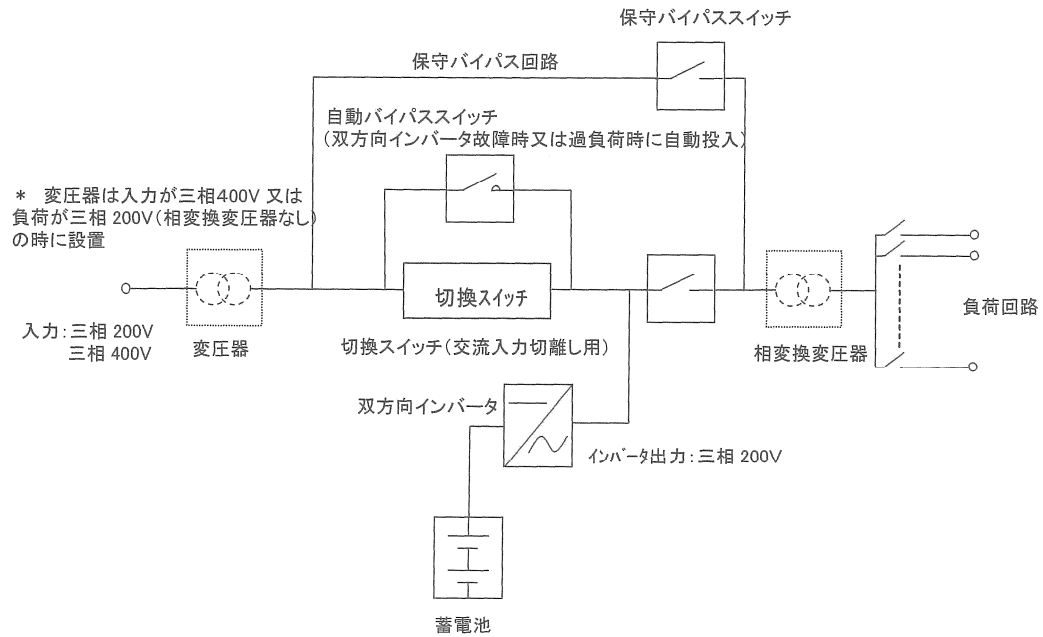 保守バイパススイッチ
保守バイパス回路
自動バイパススイッチ
(双方向インバータ故障時又は過負荷時に自動投入)
* 変圧器は入力が三相400V 又は
負荷が三相 200V(相変換変圧器なし)
の時に設置
切換スイッチ
負荷回路
入力:三相 200V
三相 400V
変圧器
切換スイッチ(交流入力切離し用)
相変換変圧器
双方向インバータ
インバータ出力:三相 200V
蓄電池